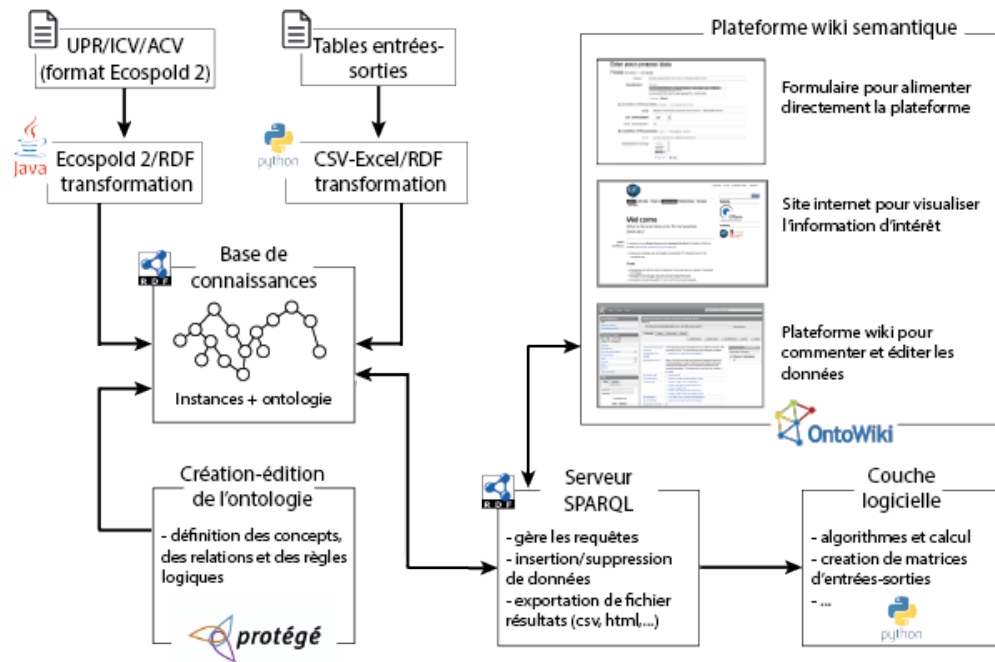 UPR/ICV/ACV
(format Ecospold 2)
Tables entrées-
sorties
Java
Ecospold 2/RDF
transformation
python
CSV-Excel/RDF
transformation
RDF
Base de
connaissances
Instances + ontologie
Création-édition
de l'ontologie
- définition des concepts,
des relations et des règles
logiques
protégé
Plateforme wiki semantique
Formulaire pour alimenter
directement la plateforme
Welcome
Site internet pour visualiser
l'information d'intérêt
Plateforme wiki pour
commenter et éditer les
données
OntoWiki
RDF
Serveur
SPARQL
- gère les requêtes
- insertion/suppression
de données
- exportation de fichier
résultats (csv, html,...)
Couche
logicielle
- algorithmes et calcul
- creation de matrices
d'entrées-sorties
- ...
python